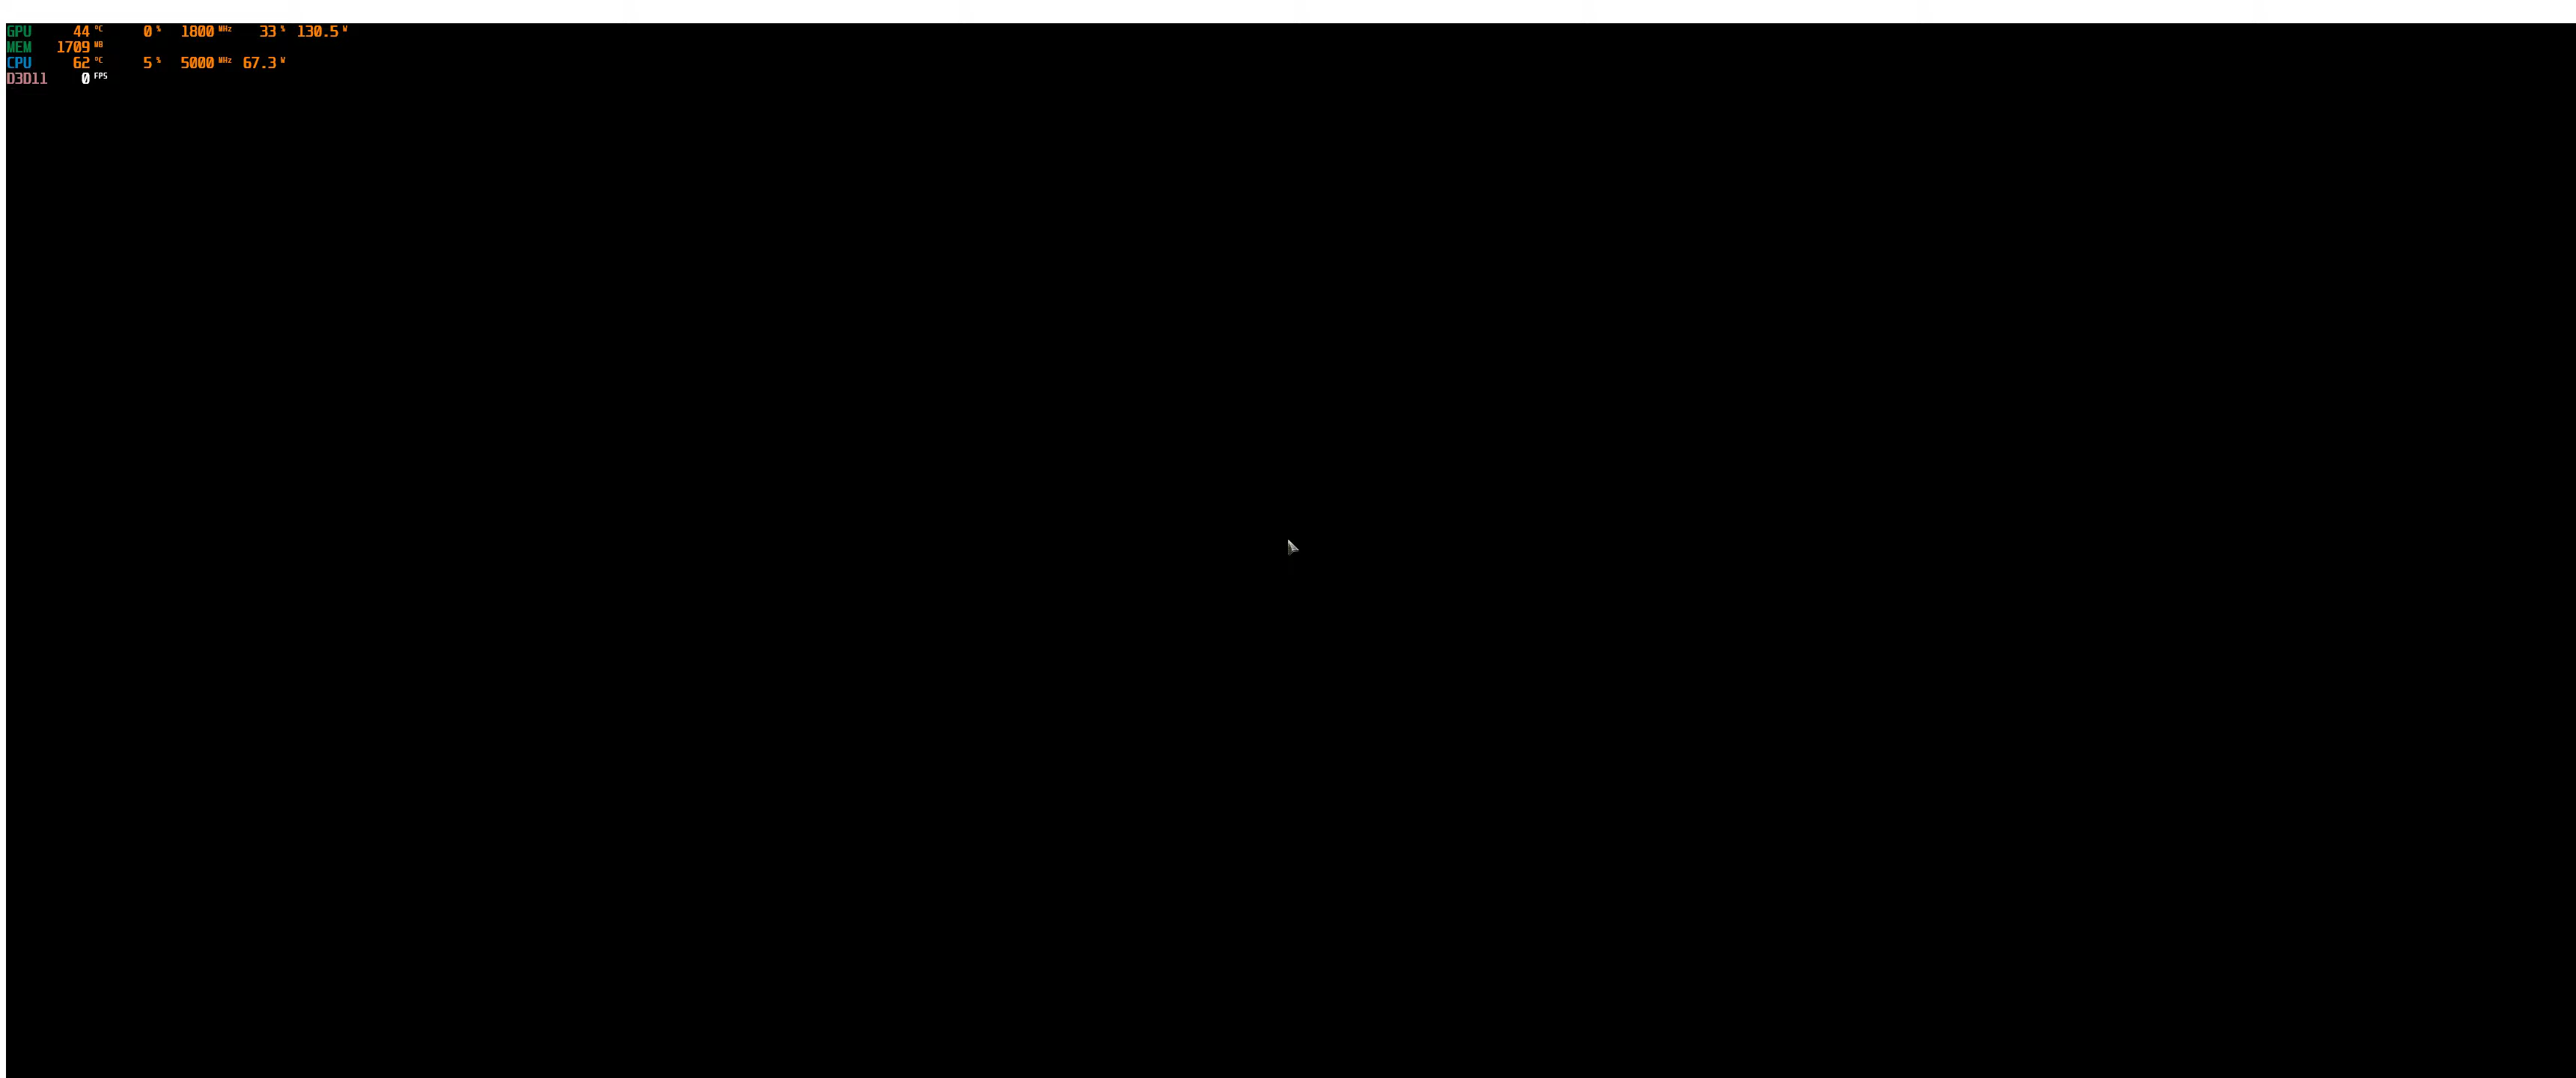 GPU 44 °C 0 % 1800 MHz 33 % 130.5 W
MEM 1709 MB
CPU 62 °C 5 % 5000 MHz 67.3 W
D3D11 0 FPS